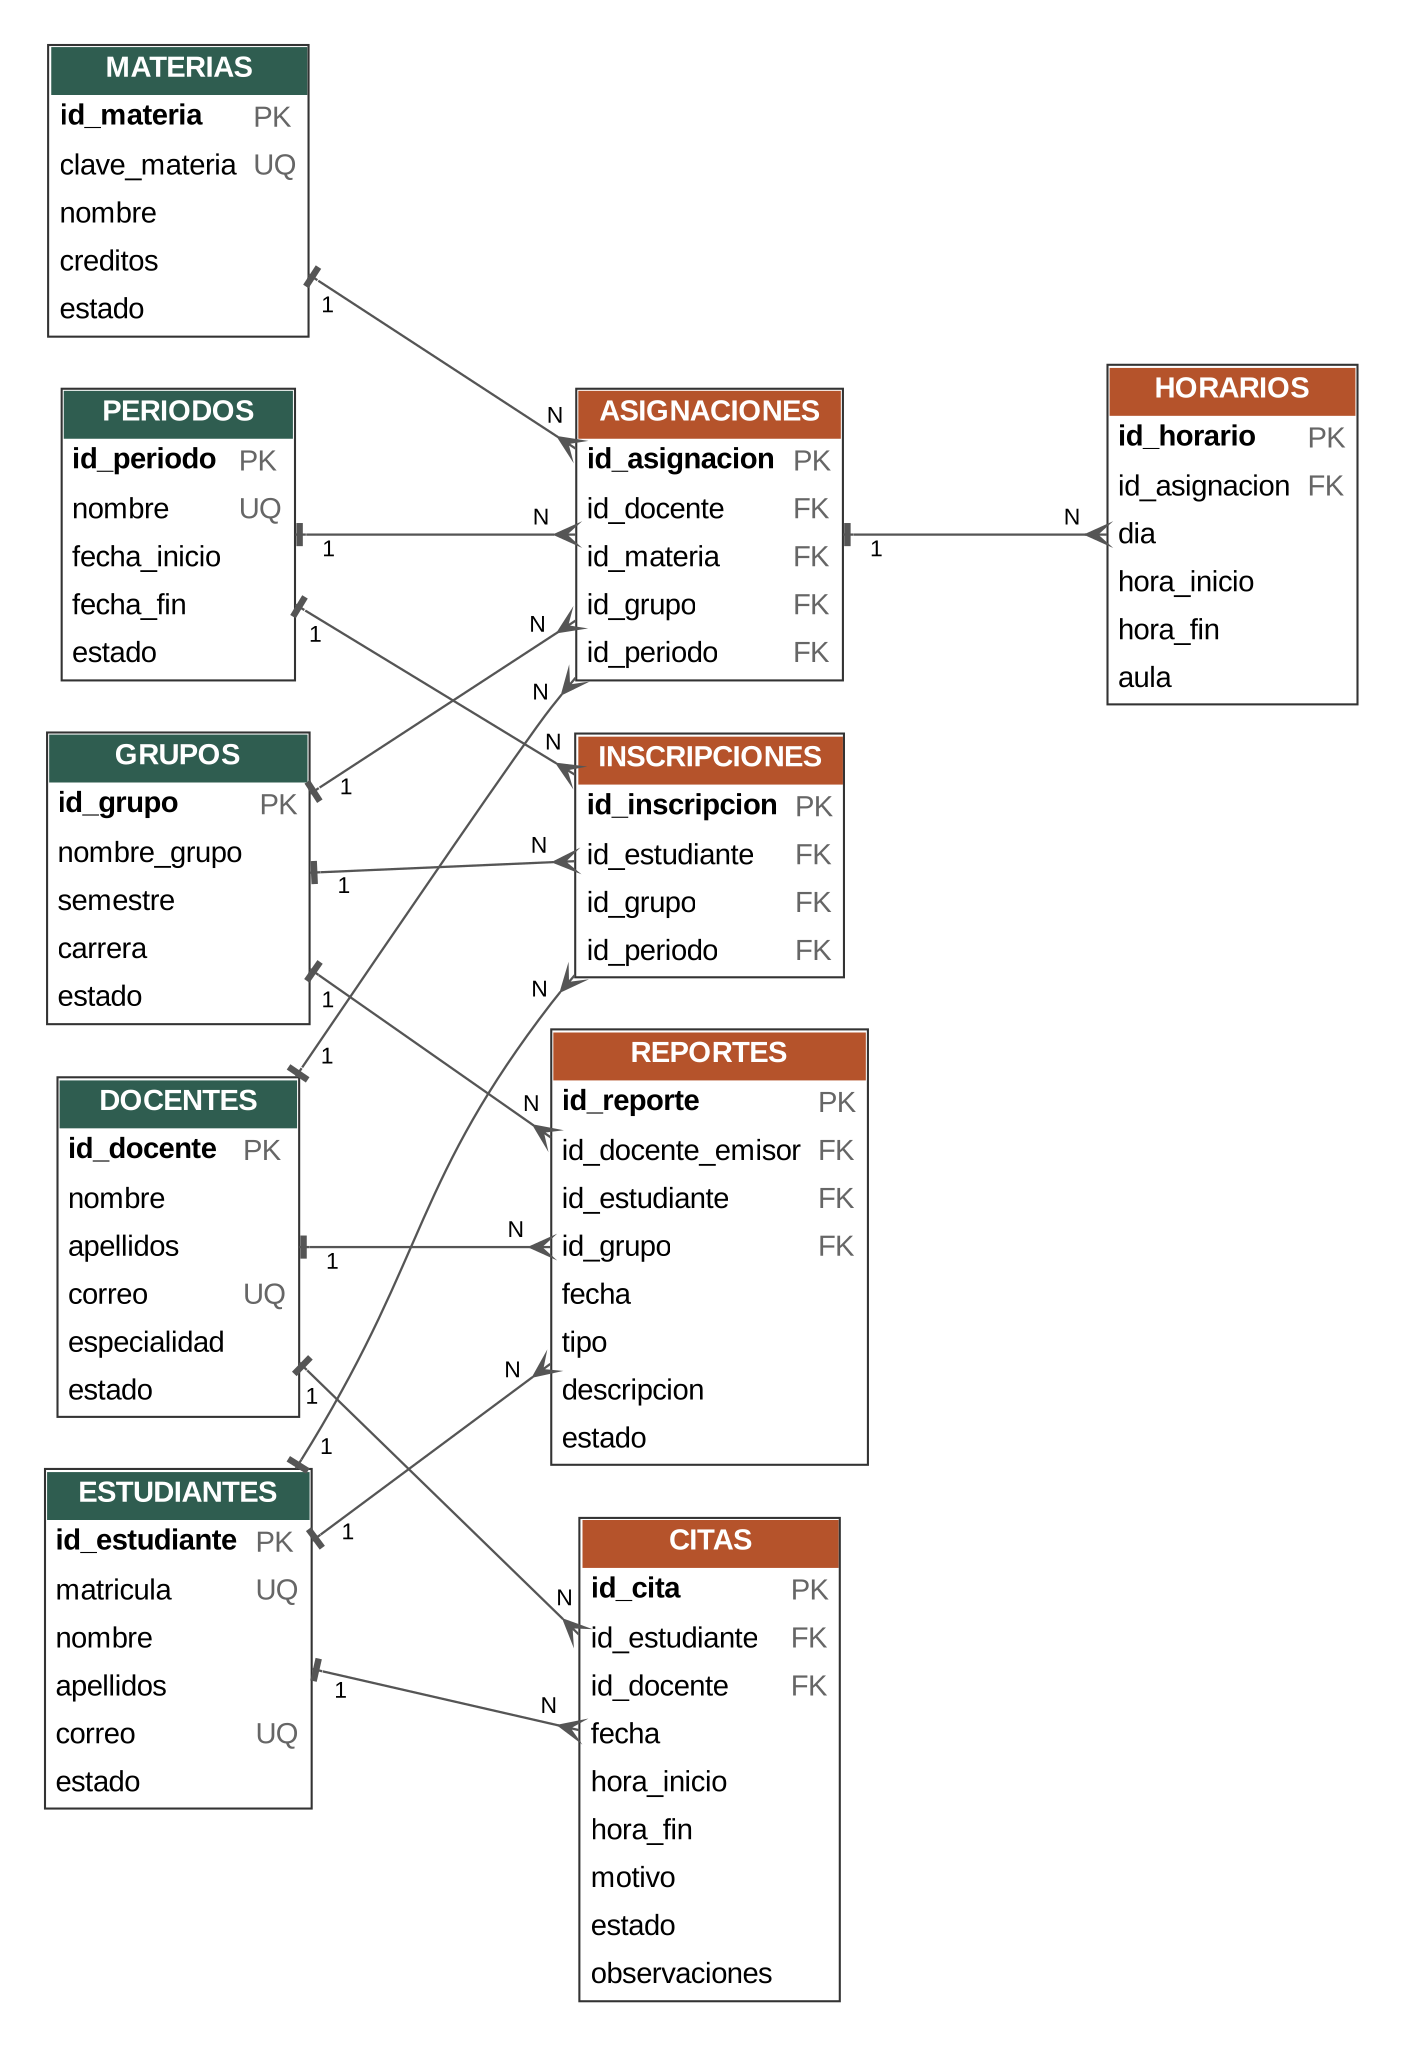 MATERIAS
id_materia PK
clave_materia UQ
nombre
creditos
estado
1
N
PERIODOS
id_periodo PK
nombre UQ
fecha_inicio
fecha_fin
estado
1
N
1
N
GRUPOS
id_grupo PK
nombre_grupo
semestre
carrera
estado
1
N
1
N
1
N
DOCENTES
id_docente PK
nombre
apellidos
correo UQ
especialidad
estado
1
N
1
N
1
N
ESTUDIANTES
id_estudiante PK
matricula UQ
nombre
apellidos
correo UQ
estado
1
N
1
N
1
N
ASIGNACIONES
id_asignacion PK
id_docente FK
id_materia FK
id_grupo FK
id_periodo FK
1
N
INSCRIPCIONES
id_inscripcion PK
id_estudiante FK
id_grupo FK
id_periodo FK
REPORTES
id_reporte PK
id_docente_emisor FK
id_estudiante FK
id_grupo FK
fecha
tipo
descripcion
estado
CITAS
id_cita PK
id_estudiante FK
id_docente FK
fecha
hora_inicio
hora_fin
motivo
estado
observaciones
HORARIOS
id_horario PK
id_asignacion FK
dia
hora_inicio
hora_fin
aula